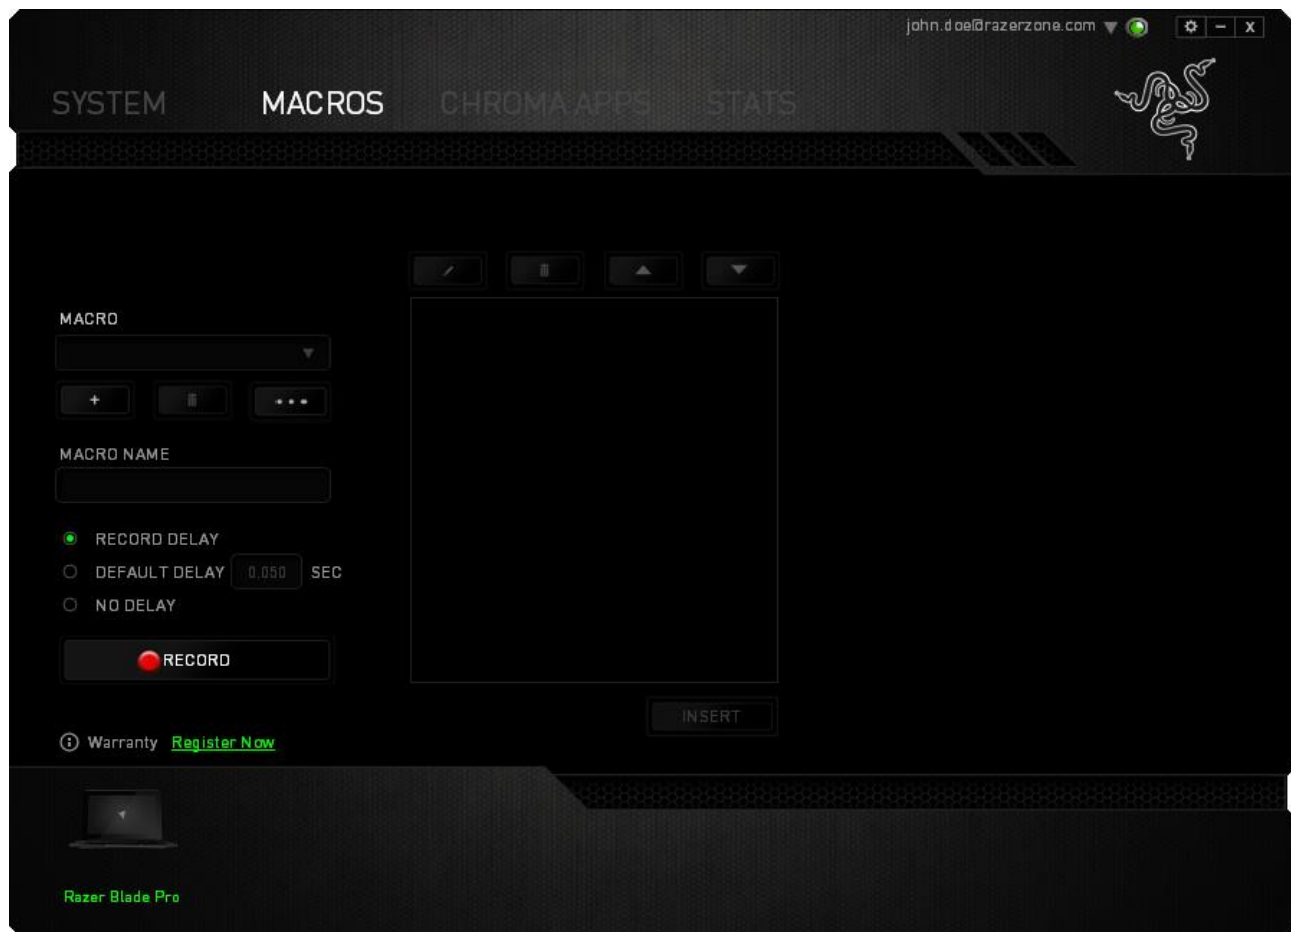 john.doe@razerzone.com
SYSTEM MACROS CHROMA APPS STATS
MACRO
MACRO NAME
RECORD DELAY
DEFAULT DELAY 0.050 SEC
NO DELAY
RECORD
INSERT
Warranty Register Now
Razer Blade Pro